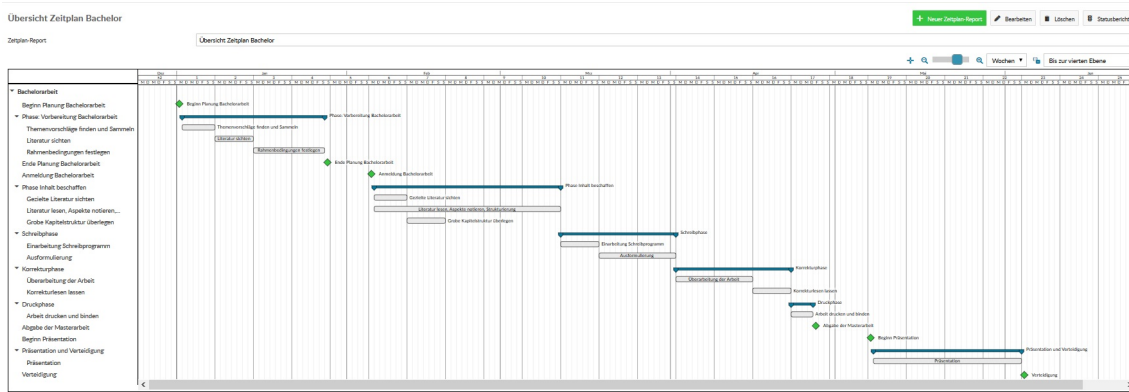 Übersicht Zeitplan Bachelor
Neuer Zeitplan-Report
Bearbeiten
Löschen
Statusbericht
Zeitplan-Report
Übersicht Zeitplan Bachelor
Wochen
Bis zur vierten Ebene
Bachelorarbeit
Beginn Planung Bachelorarbeit
Beginn Planung Bachelorarbeit
Phase: Vorbereitung Bachelorarbeit
Phase: Vorbereitung Bachelorarbeit
Themenvorschläge finden und Sammeln
Themenvorschläge finden und Sammeln
Literatur sichten
Literatur sichten
Rahmenbedingungen festlegen
Rahmenbedingungen festlegen
Ende Planung Bachelorarbeit
Ende Planung Bachelorarbeit
Anmeldung Bachelorarbeit
Anmeldung Bachelorarbeit
Phase Inhalt beschaffen
Phase Inhalt beschaffen
Gezielte Literatur sichten
Gezielte Literatur sichten
Literatur lesen, Aspekte notieren,...
Literatur lesen, Aspekte notieren, Strukturierung
Grobe Kapitelstruktur überlegen
Grobe Kapitelstruktur überlegen
Schreibphase
Schreibphase
Einarbeitung Schreibprogramm
Einarbeitung Schreibprogramm
Ausformulierung
Ausformulierung
Korrekturphase
Korrekturphase
Überarbeitung der Arbeit
Überarbeitung der Arbeit
Korrekturlesen lassen
Korrekturlesen lassen
Druckphase
Druckphase
Arbeit drucken und binden
Arbeit drucken und binden
Abgabe der Masterarbeit
Abgabe der Masterarbeit
Beginn Präsentation
Beginn Präsentation
Präsentation und Verteidigung
Präsentation und Verteidigung
Präsentation
Präsentation
Verteidigung
Verteidigung